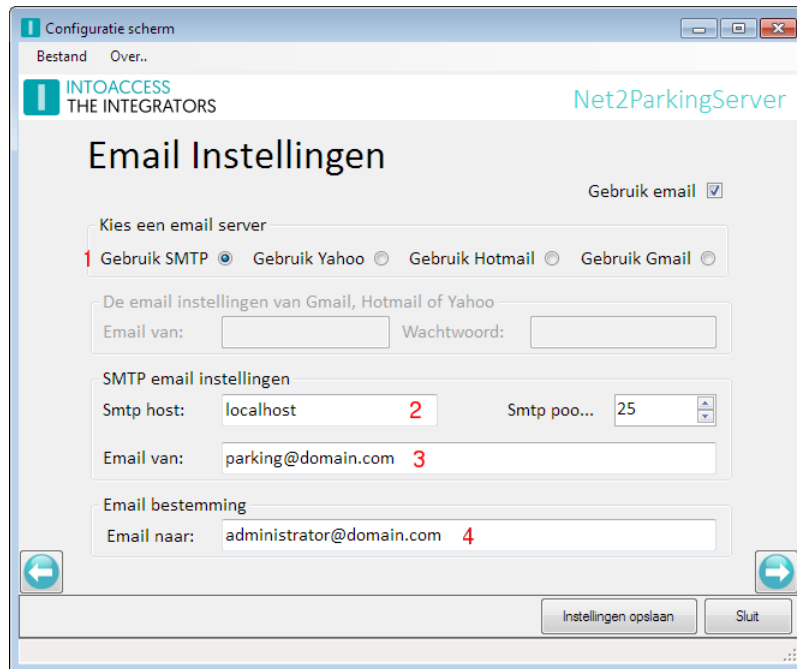 Configuratie scherm
Bestand Over..
INTOACCESS
THE INTEGRATORS
Net2ParkingServer
Email Instellingen
Gebruik email
Kies een email server
1 Gebruik SMTP Gebruik Yahoo Gebruik Hotmail Gebruik Gmail
De email instellingen van Gmail, Hotmail of Yahoo
Email van: Wachtwoord:
SMTP email instellingen
Smtp host: localhost 2 Smtp poo... 25
Email van: parking@domain.com 3
Email bestemming
Email naar: administrator@domain.com 4
Instellingen opslaan Sluit